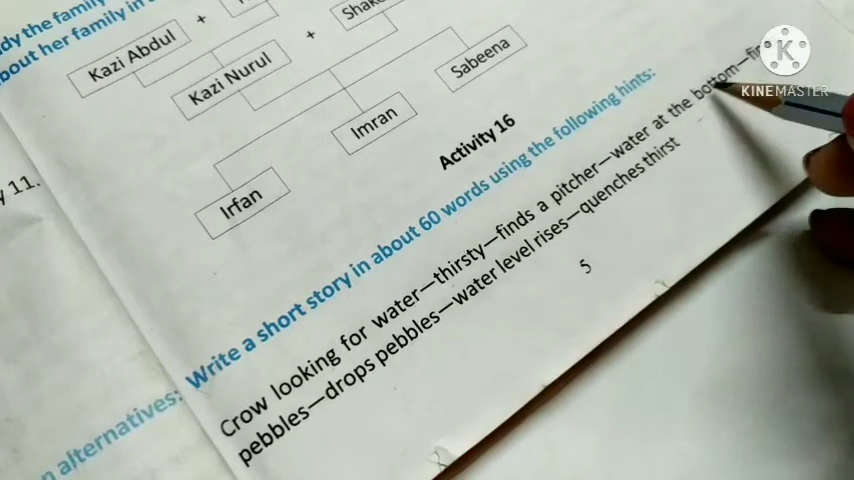 dy the family
bout her family in
Kazi Abdul
+
Kazi Nurul
+
Sabeena
Imran
Irfan
y 11.
Activity 16
Write a short story in about 60 words using the following hints:
Crow looking for water—thirsty—finds a pitcher—water at the bottom—
pebbles—drops pebbles—water level rises—quenches thirst
5
n alternatives:
K
KINEMASTER